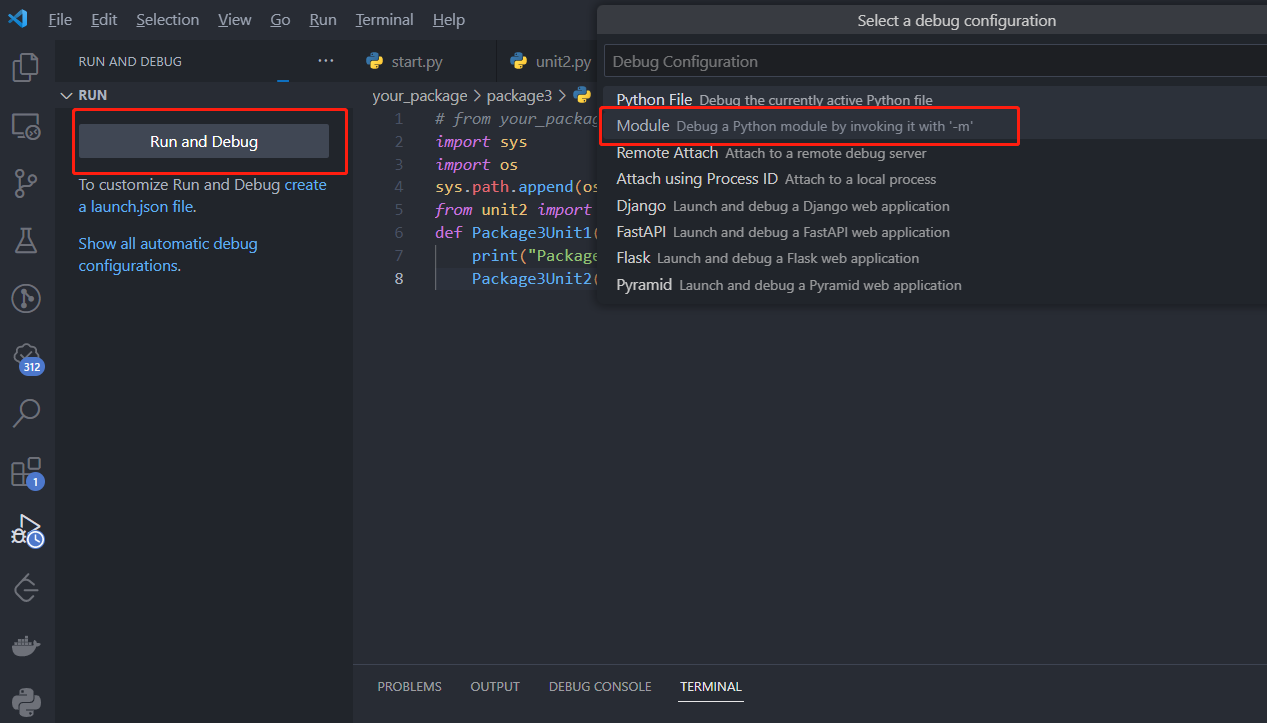 File Edit Selection View Go Run Terminal Help
Select a debug configuration
RUN AND DEBUG ···
start.py
unit2.py
Debug Configuration
RUN
your_package > package3 >
Python File Debug the currently active Python file
Module Debug a Python module by invoking it with '-m'
Remote Attach Attach to a remote debug server
Attach using Process ID Attach to a local process
Django Launch and debug a Django web application
FastAPI Launch and debug a FastAPI web application
Flask Launch and debug a Flask web application
Pyramid Launch and debug a Pyramid web application
Run and Debug
To customize Run and Debug create
a launch.json file.
Show all automatic debug
configurations.
1 # from your_packag
2 import sys
3 import os
4 sys.path.append(os
5 from unit2 import
6 def Package3Unit1(
7 print("Package
8 Package3Unit2(
312
1
PROBLEMS OUTPUT DEBUG CONSOLE TERMINAL